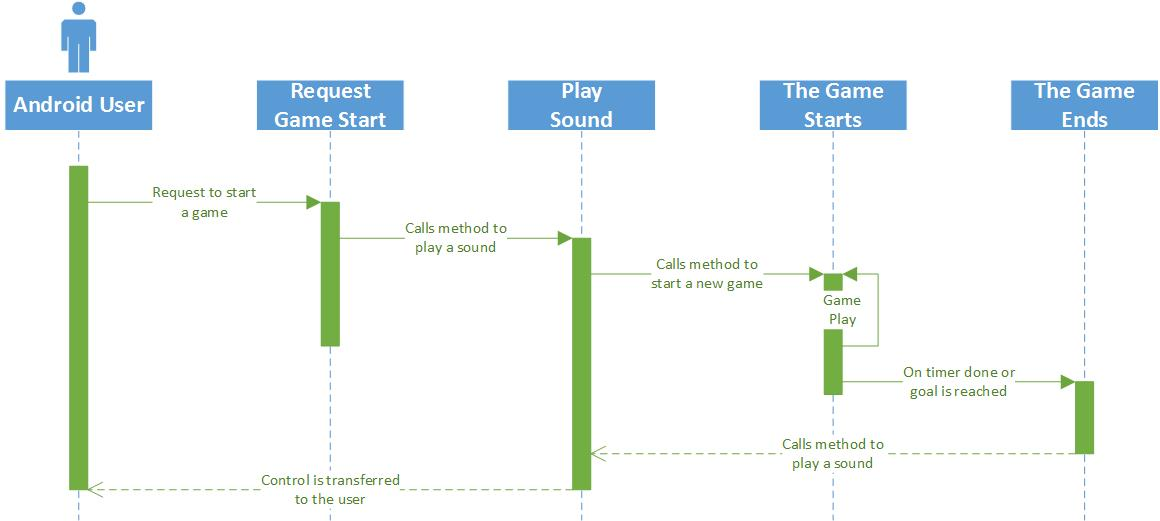 Android User
Request
Game Start
Play
Sound
The Game
Starts
The Game
Ends
Request to start
a game
Calls method to
play a sound
Calls method to
start a new game
Game
Play
On timer done or
goal is reached
Calls method to
play a sound
Control is transferred
to the user